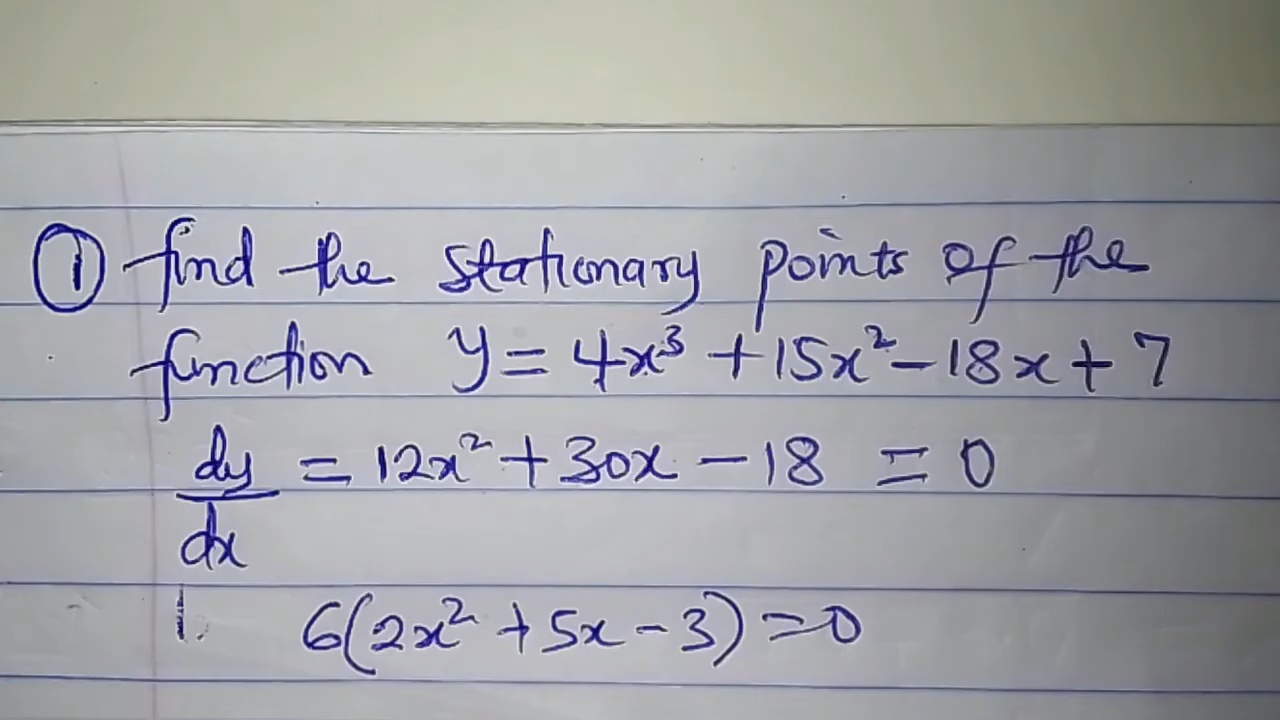 ① find the stationary points of the
function y = 4x³ + 15x² - 18x + 7
dy/dx = 12x² + 30x - 18 = 0
6(2x² + 5x - 3) = 0